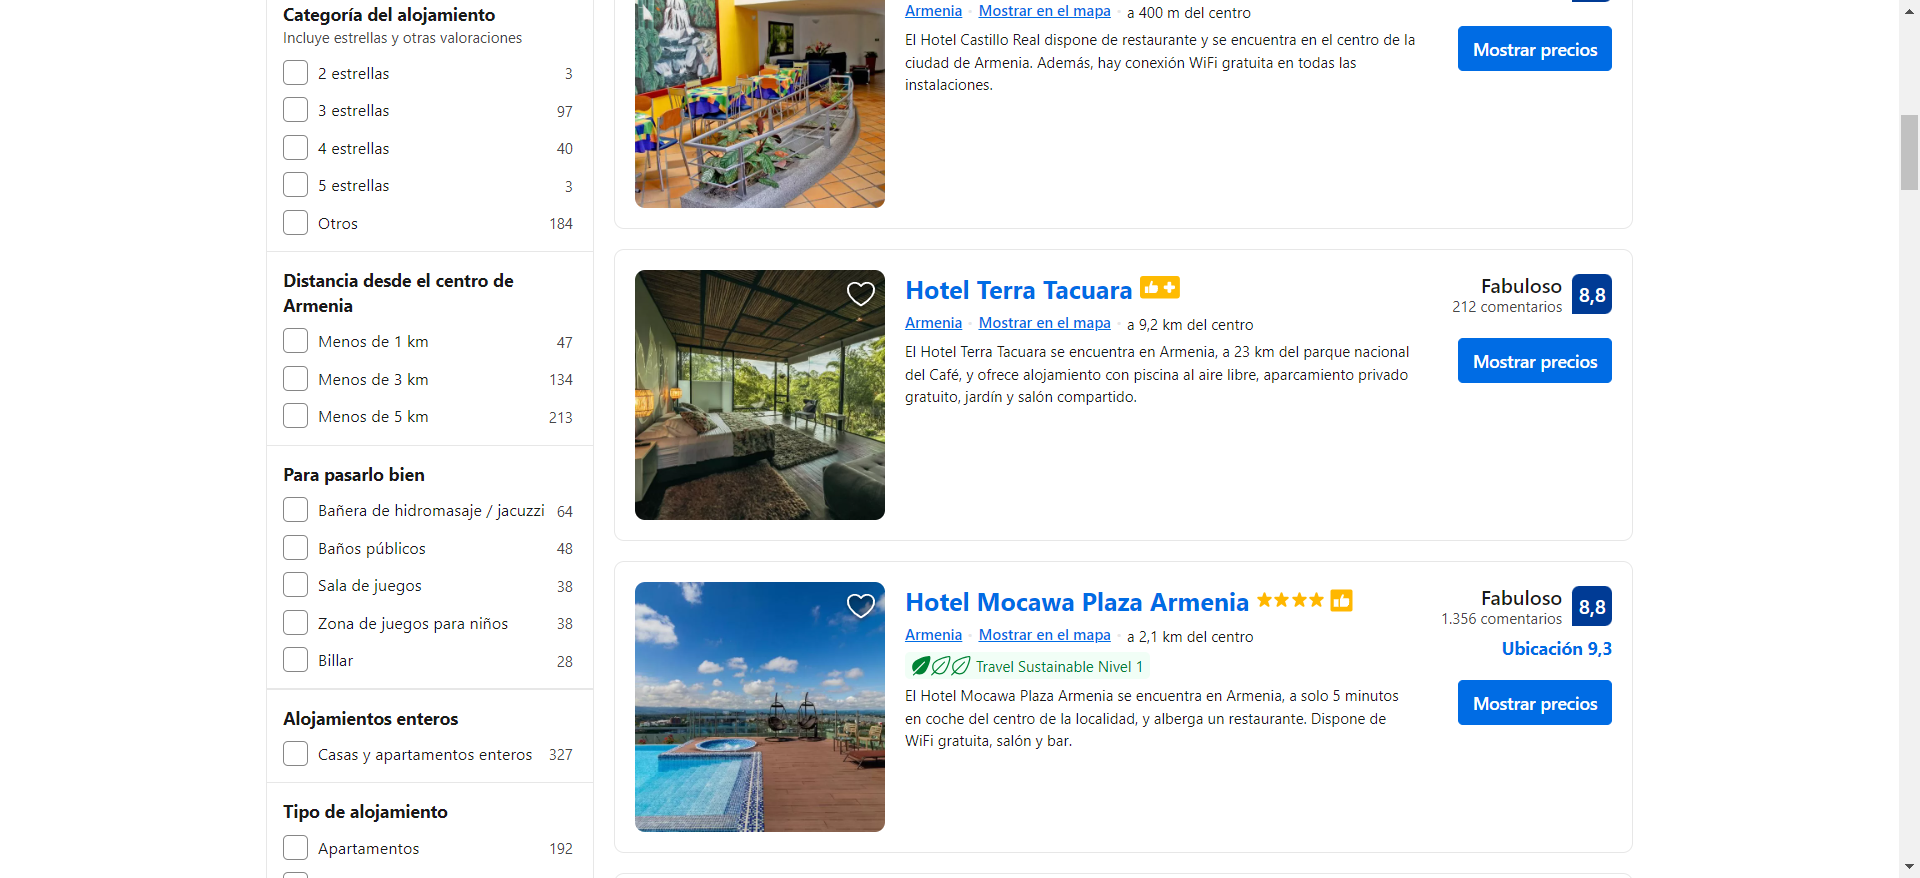 Categoría del alojamiento
Incluye estrellas y otras valoraciones
2 estrellas 3
3 estrellas 97
4 estrellas 40
5 estrellas 3
Otros 184
Distancia desde el centro de
Armenia
Menos de 1 km 47
Menos de 3 km 134
Menos de 5 km 213
Para pasarlo bien
Bañera de hidromasaje / jacuzzi 64
Baños públicos 48
Sala de juegos 38
Zona de juegos para niños 38
Billar 28
Alojamientos enteros
Casas y apartamentos enteros 327
Tipo de alojamiento
Apartamentos 192
Armenia Mostrar en el mapa a 400 m del centro
El Hotel Castillo Real dispone de restaurante y se encuentra en el centro de la
ciudad de Armenia. Además, hay conexión WiFi gratuita en todas las
instalaciones.
Mostrar precios
Hotel Terra Tacuara
Armenia Mostrar en el mapa a 9,2 km del centro
El Hotel Terra Tacuara se encuentra en Armenia, a 23 km del parque nacional
del Café, y ofrece alojamiento con piscina al aire libre, aparcamiento privado
gratuito, jardín y salón compartido.
Fabuloso 8,8
212 comentarios
Mostrar precios
Hotel Mocawa Plaza Armenia
Armenia Mostrar en el mapa a 2,1 km del centro
Travel Sustainable Nivel 1
El Hotel Mocawa Plaza Armenia se encuentra en Armenia, a solo 5 minutos
en coche del centro de la localidad, y alberga un restaurante. Dispone de
WiFi gratuita, salón y bar.
Fabuloso 8,8
1.356 comentarios
Ubicación 9,3
Mostrar precios